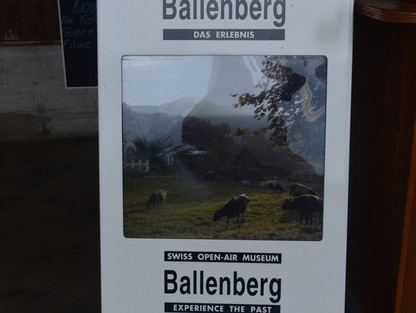 Ballenberg
DAS ERLEBNIS
SWISS OPEN-AIR MUSEUM
Ballenberg
EXPERIENCE THE PAST